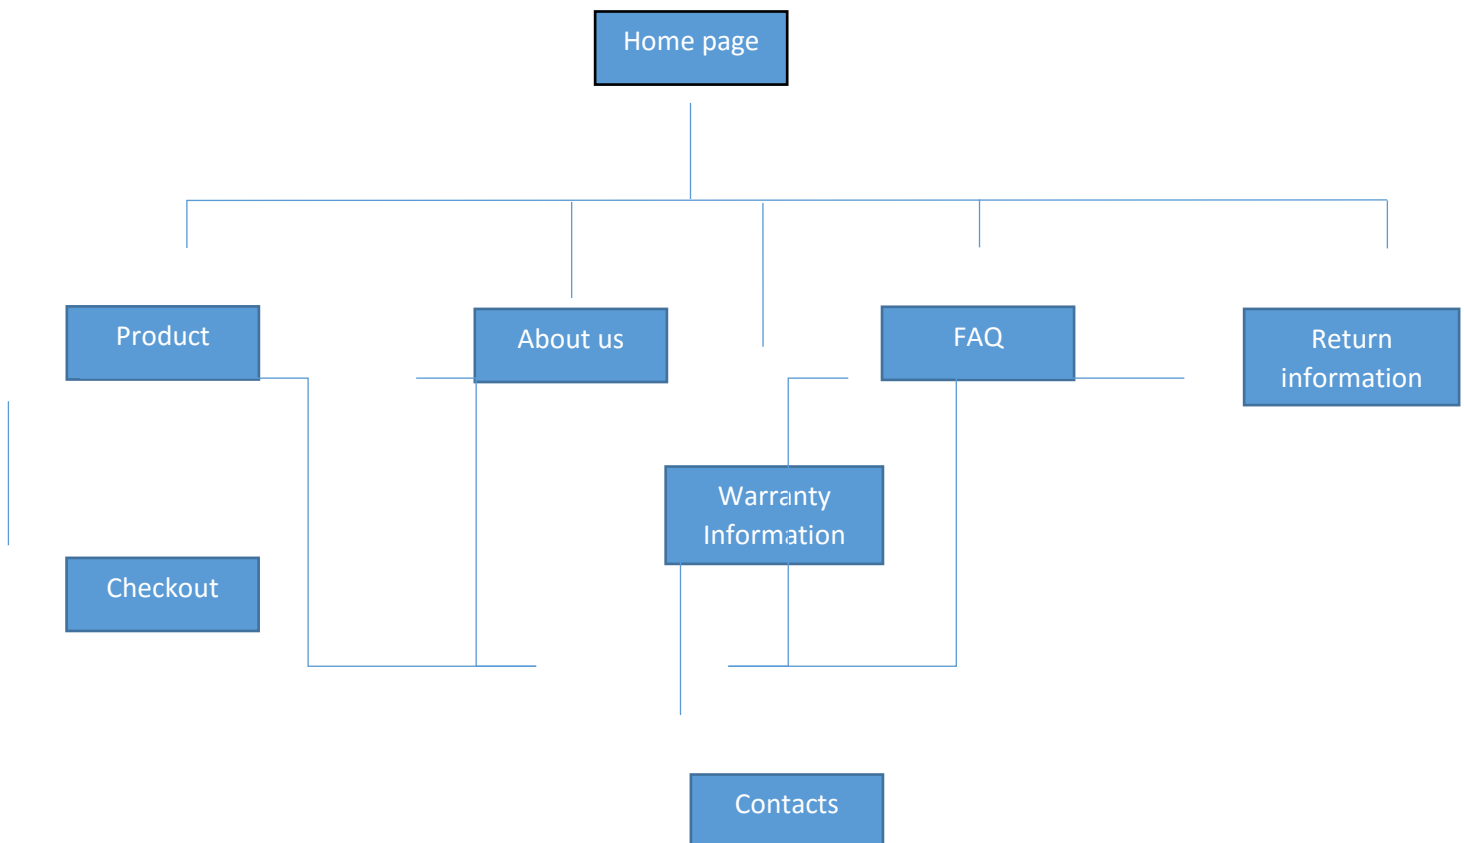 Home page
Product
About us
FAQ
Return
information
Warranty
Information
Checkout
Contacts